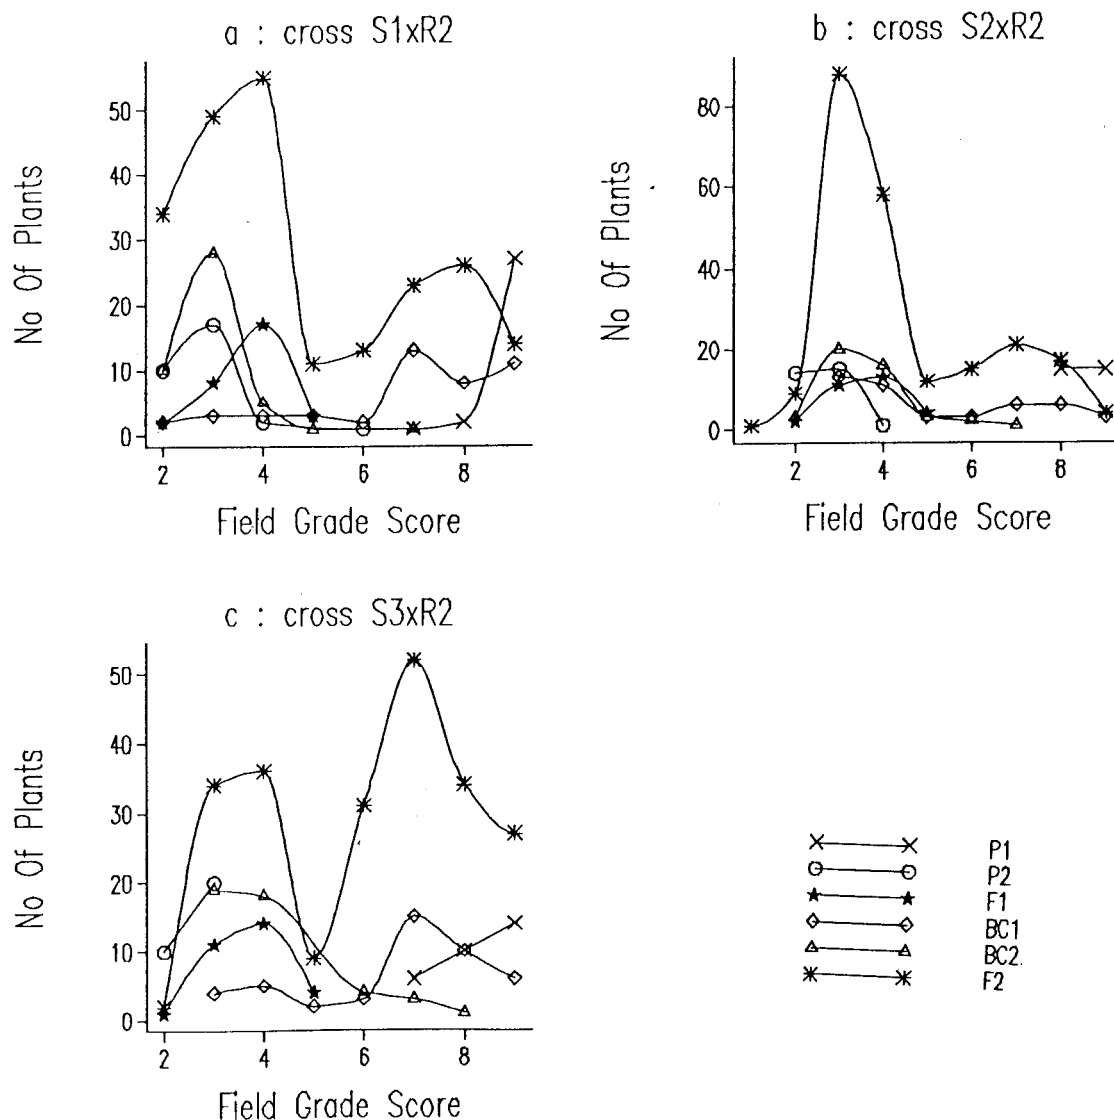 a : cross S1xR2
No Of Plants
50
40
30
20
10
0
2 4 6 8
Field Grade Score
b : cross S2xR2
No Of Plants
80
60
40
20
0
2 4 6 8
Field Grade Score
c : cross S3xR2
No Of Plants
50
40
30
20
10
0
2 4 6 8
Field Grade Score
P1
P2
F1
BC1
BC2
F2